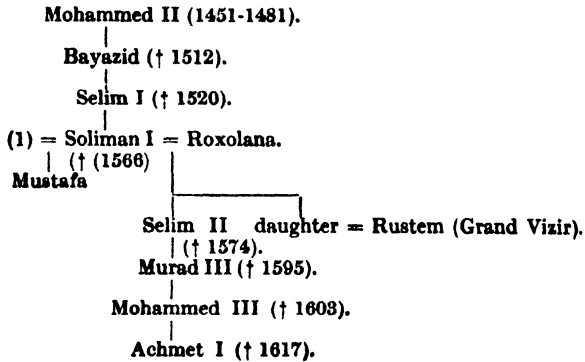 Mohammed II (1451-1481).
Bayazid († 1512).
Selim I († 1520).
(1) = Soliman I = Roxolana.
(† (1566)
Mustafa
Selim II daughter = Rustem (Grand Vizir).
(† 1574).
Murad III († 1595).
Mohammed III († 1603).
Achmet I († 1617).